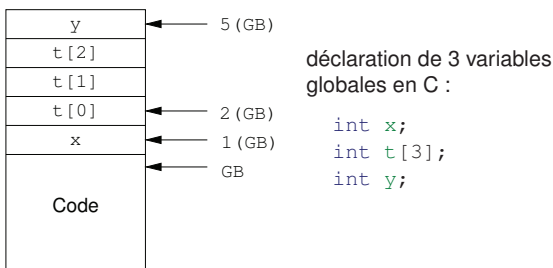 y
5(GB)
t[2]
t[1]
t[0]
2(GB)
x
1(GB)
GB
Code
déclaration de 3 variables
globales en C :
int x;
int t[3];
int y;